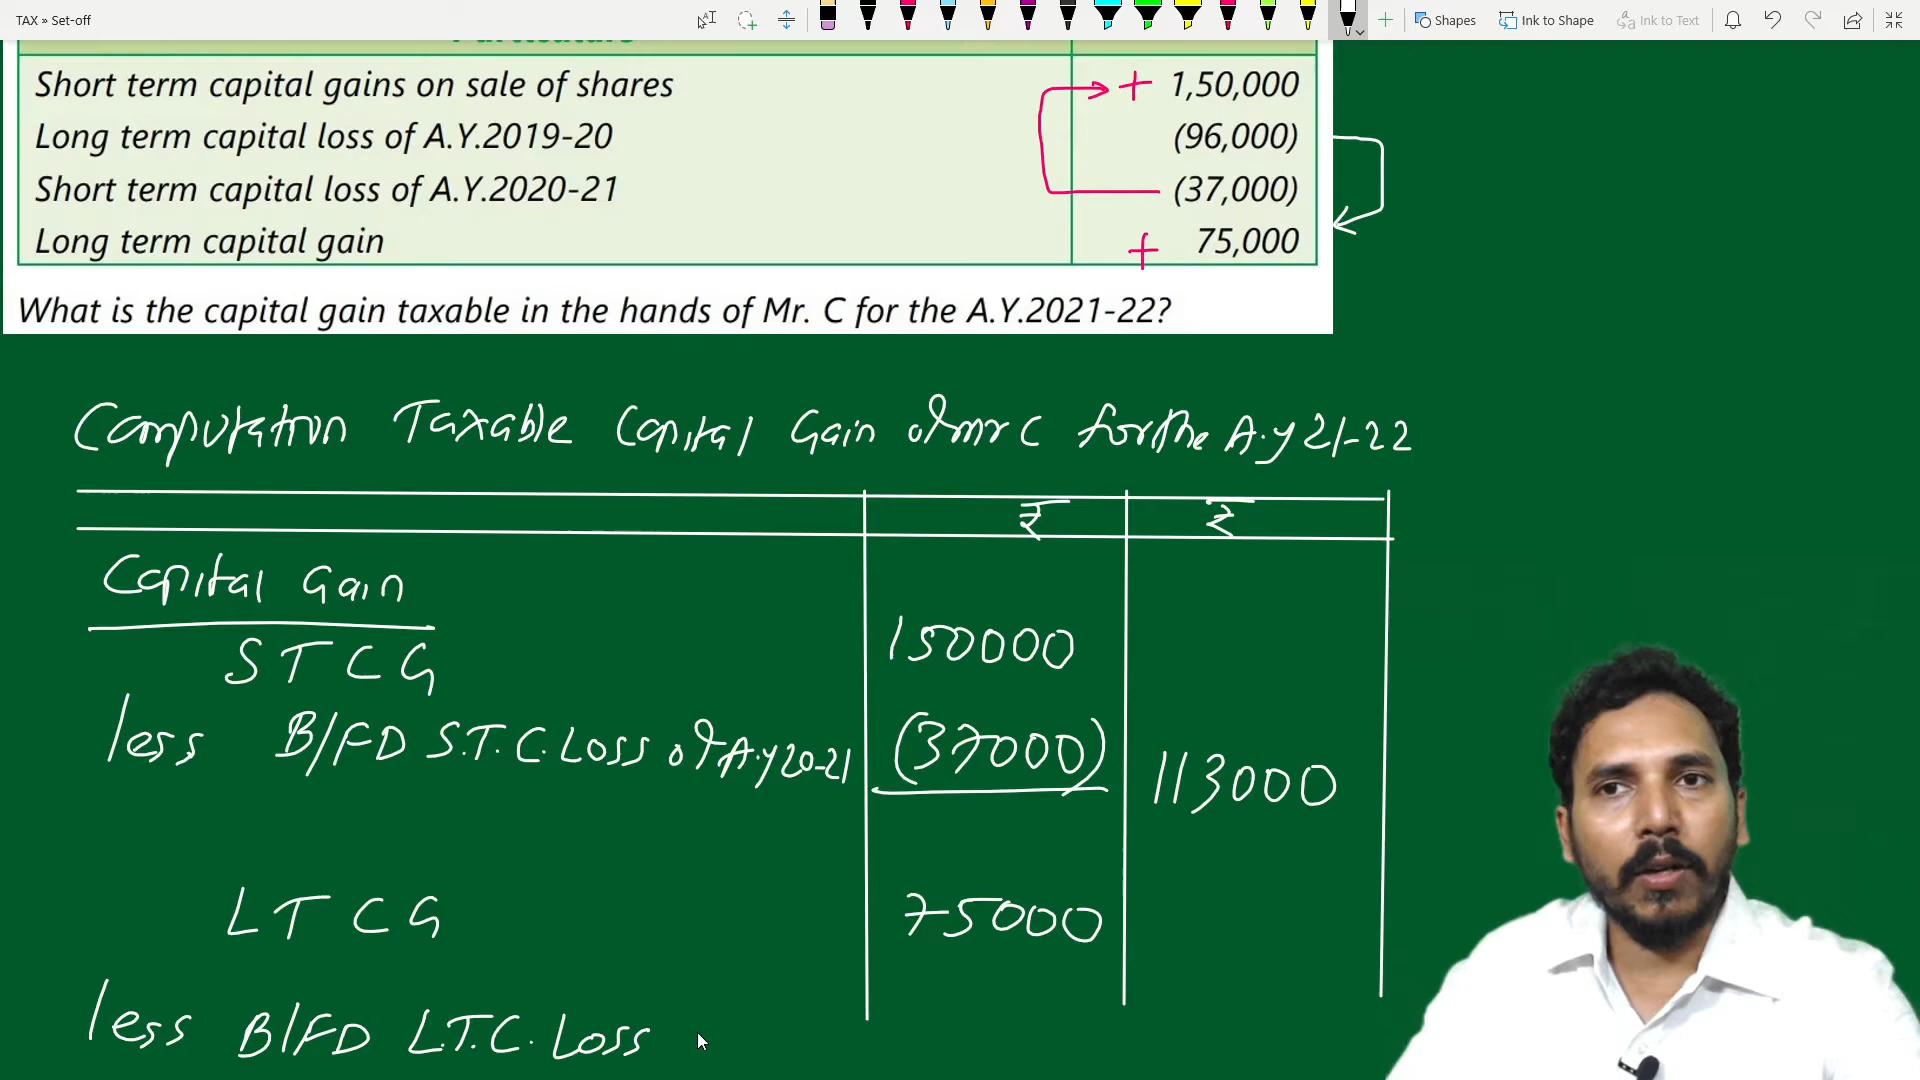 TAX » Set-off
Shapes Ink to Shape Ink to Text
Particulars
Short term capital gains on sale of shares + 1,50,000
Long term capital loss of A.Y.2019-20 (96,000)
Short term capital loss of A.Y.2020-21 (37,000)
Long term capital gain + 75,000
What is the capital gain taxable in the hands of Mr. C for the A.Y.2021-22?
Computation Taxable Capital Gain of mr C for the A.y 21-22
₹ ₹
Capital Gain
STCG 150000
less B/FD S.T.C. Loss of A.y 20-21 (37000) 113000
LTCG 75000
less B/FD L.T.C. Loss